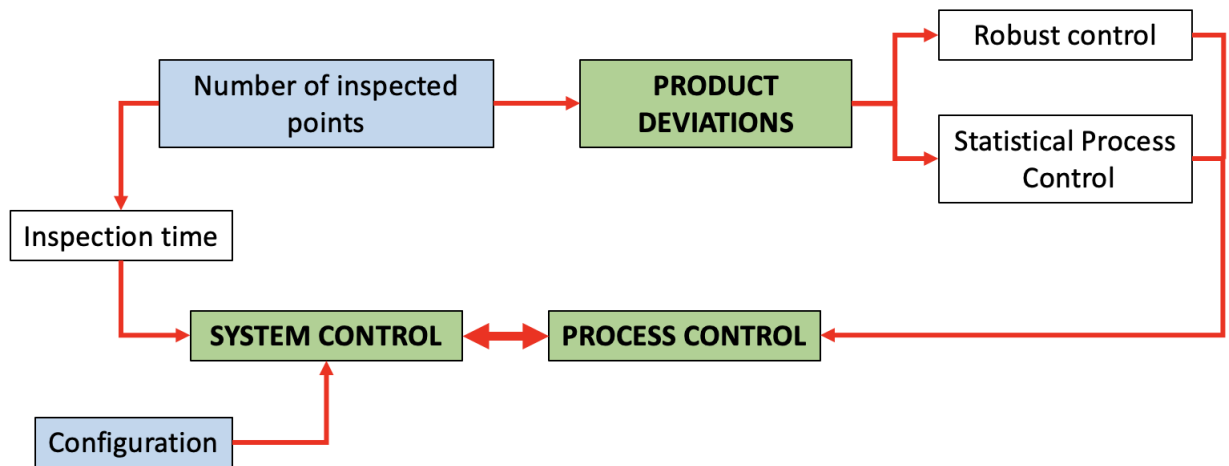 Robust control
Number of inspected
points
PRODUCT
DEVIATIONS
Statistical Process
Control
Inspection time
SYSTEM CONTROL
PROCESS CONTROL
Configuration